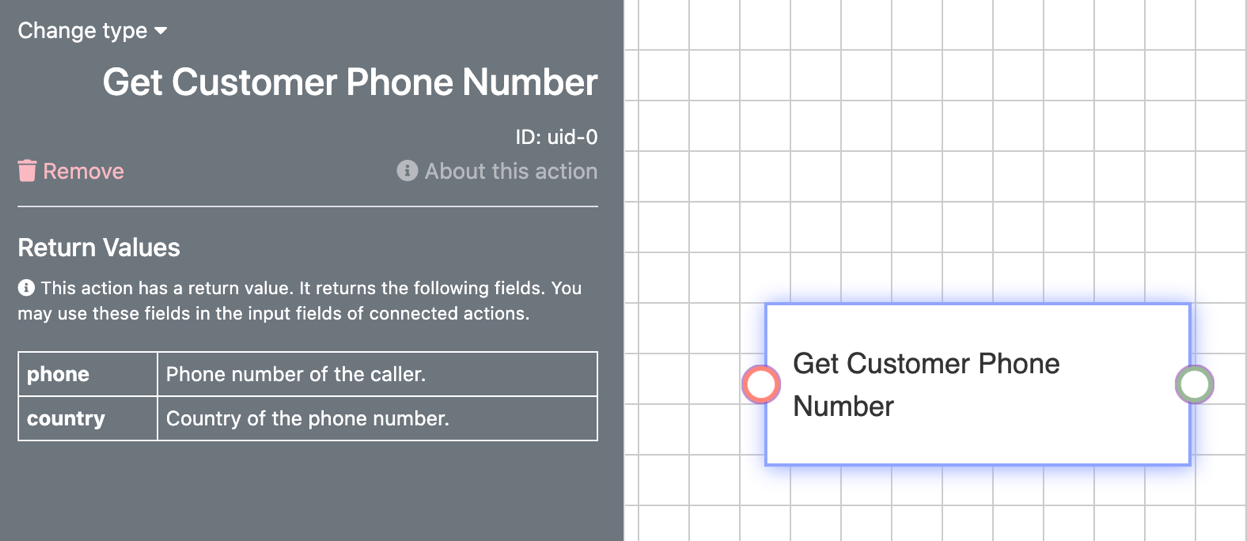 Change type
Get Customer Phone Number
ID: uid-0
Remove
About this action
Return Values
This action has a return value. It returns the following fields. You
may use these fields in the input fields of connected actions.
phone Phone number of the caller.
country Country of the phone number.
Get Customer Phone
Number